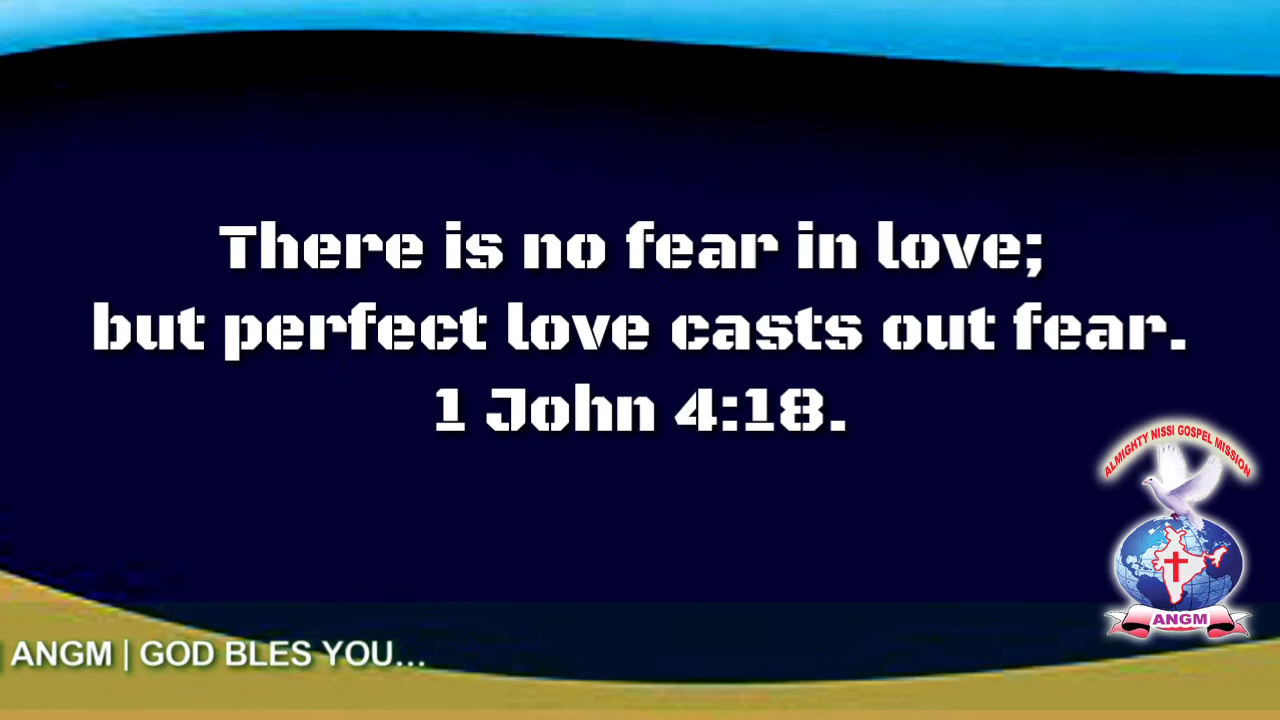 There is no fear in love;
but perfect love casts out fear.
1 John 4:18.
ALMIGHTY NISSI GOSPEL MISSION
ANGM
ANGM | GOD BLES YOU...